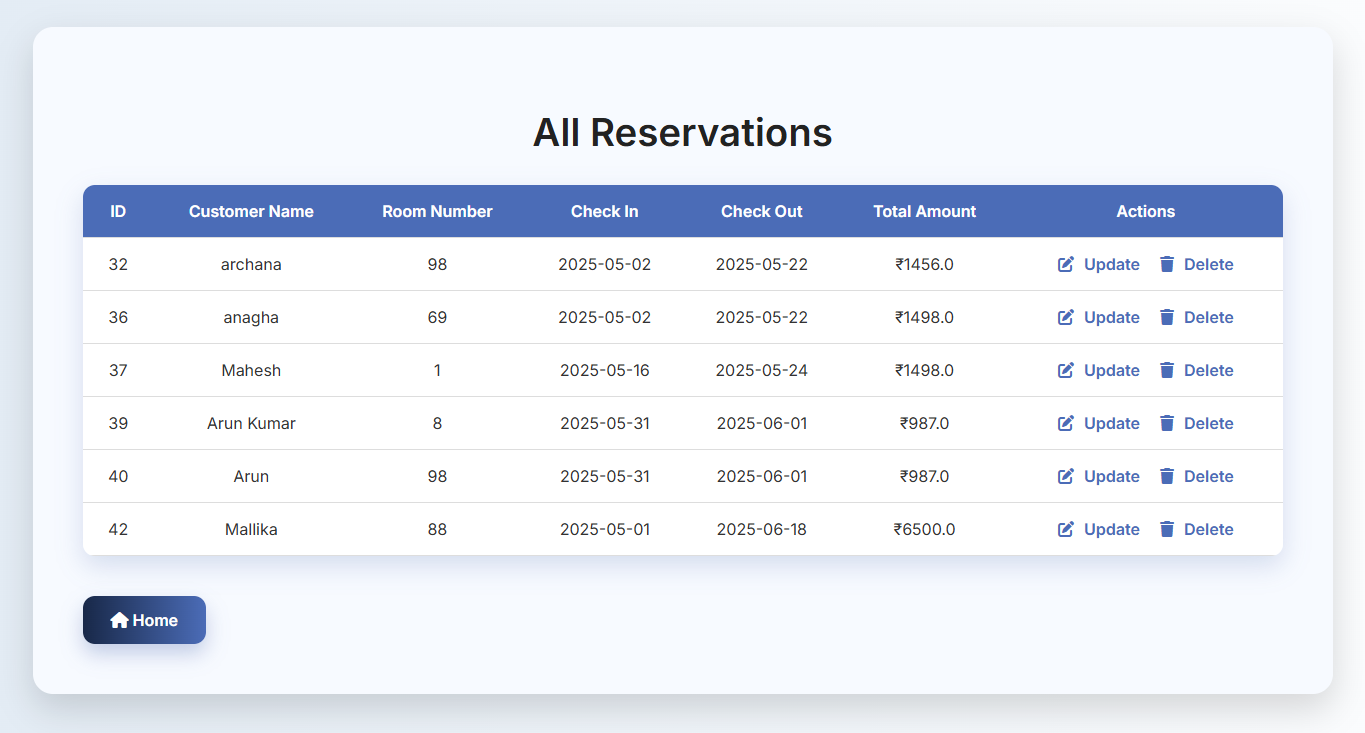 All Reservations
ID Customer Name Room Number Check In Check Out Total Amount Actions
32 archana 98 2025-05-02 2025-05-22 ₹1456.0 Update Delete
36 anagha 69 2025-05-02 2025-05-22 ₹1498.0 Update Delete
37 Mahesh 1 2025-05-16 2025-05-24 ₹1498.0 Update Delete
39 Arun Kumar 8 2025-05-31 2025-06-01 ₹987.0 Update Delete
40 Arun 98 2025-05-31 2025-06-01 ₹987.0 Update Delete
42 Mallika 88 2025-05-01 2025-06-18 ₹6500.0 Update Delete
Home